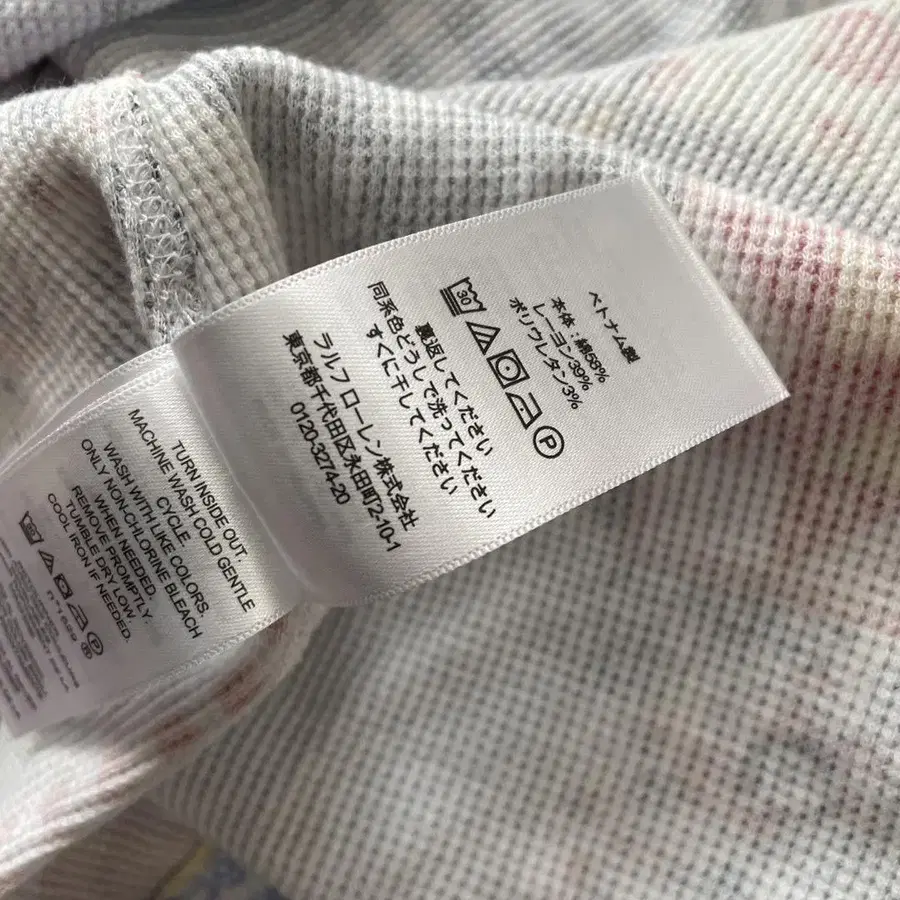 ベトナム製
本体：綿58%
レーヨン39%
ポリウレタン3%
30
P
裏返してください
同系色どうしで洗ってください
すぐに干してください
ラルフ ローレン株式会社
東京都千代田区永田町2-10-1
0120-3274-20
TURN INSIDE OUT.
MACHINE WASH COLD GENTLE
CYCLE
WASH WITH LIKE COLORS.
ONLY NON-CHLORINE BLEACH
WHEN NEEDED.
REMOVE PROMPTLY.
TUMBLE DRY LOW.
COOL IRON IF NEEDED.
30
P